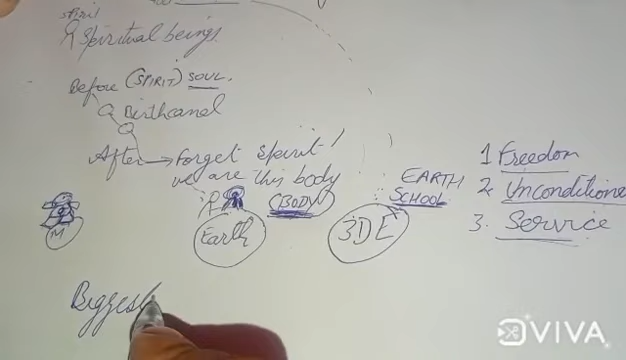 spirit
Spiritual beings.
Before (SPIRIT) SOUL.
Birthcanal
After → Forget spirit!
we are this body
(BODY)
EARTH
SCHOOL
1 Freedom
2. Unconditione
3. Service
M
Earth
3DE
Biggest
VIVA